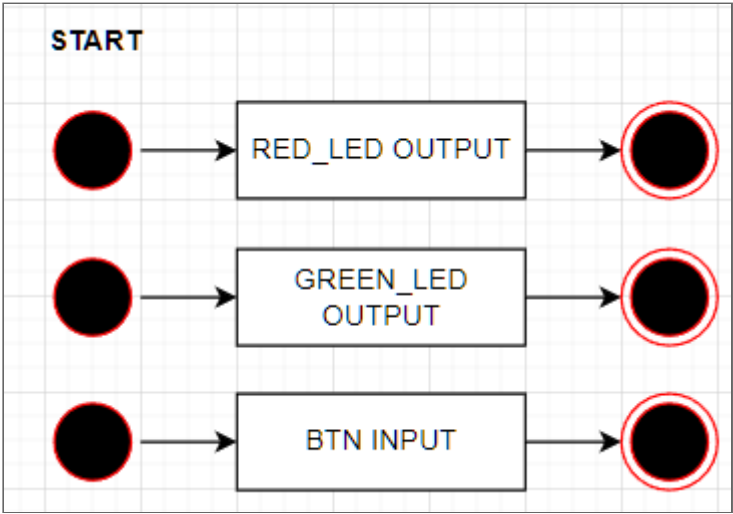 START
RED_LED OUTPUT
GREEN_LED
OUTPUT
BTN INPUT